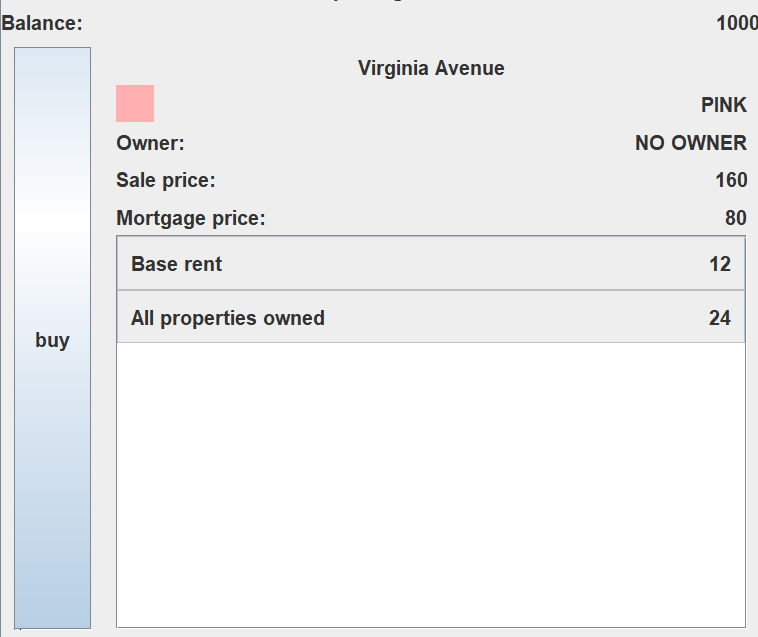 Balance: 1000
Virginia Avenue
PINK
Owner: NO OWNER
Sale price: 160
Mortgage price: 80
Base rent 12
All properties owned 24
buy